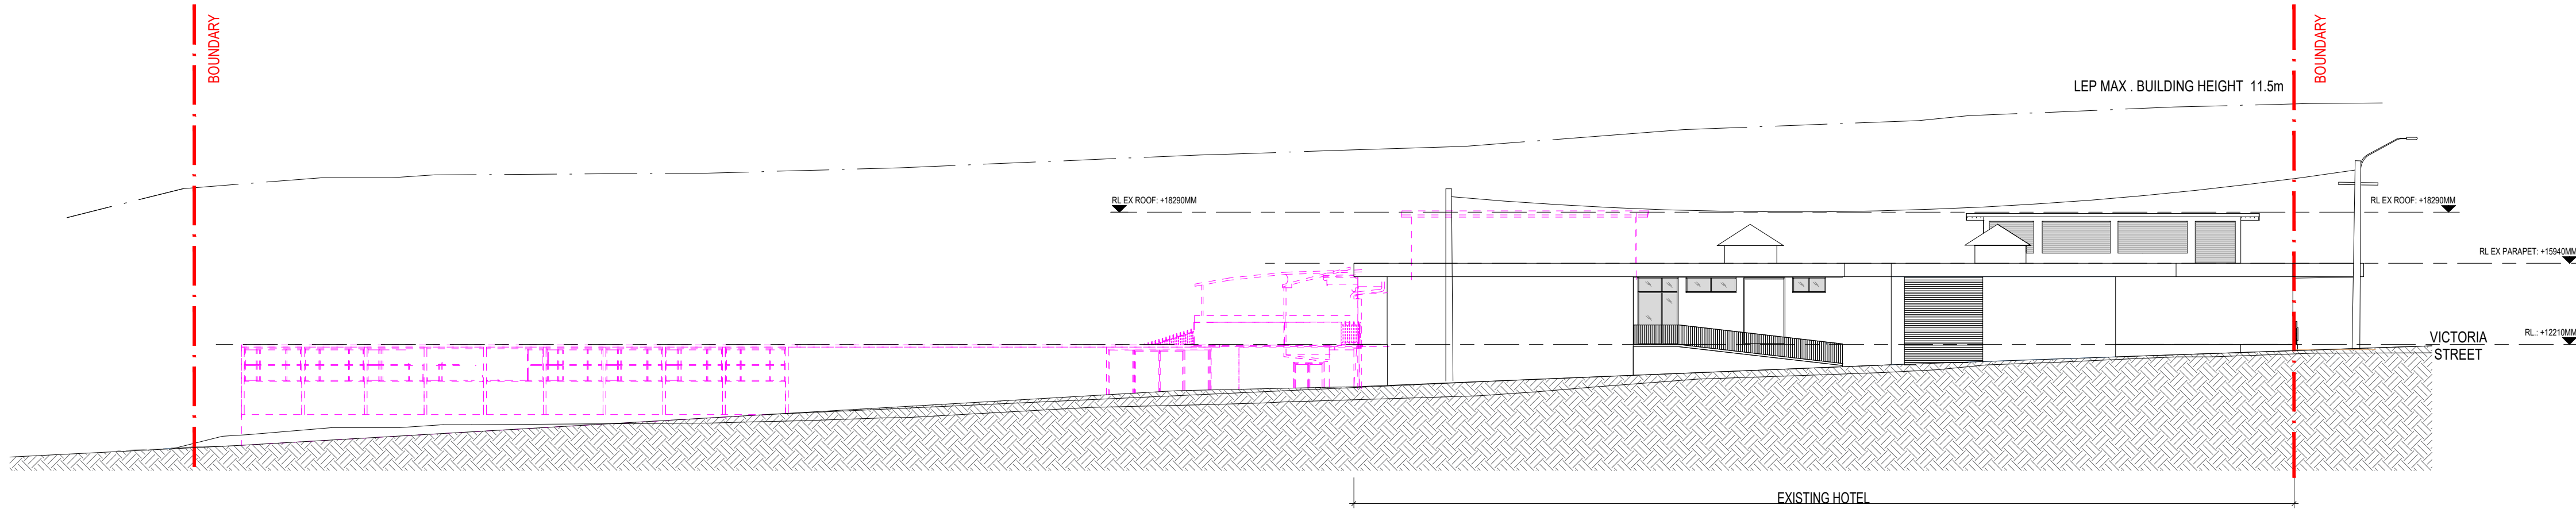 BOUNDARY
BOUNDARY
LEP MAX . BUILDING HEIGHT 11.5m
RL EX ROOF: +18290MM
RL EX ROOF: +18290MM
RL EX PARAPET: +15940MM
RL.: +12210MM
VICTORIA
STREET
EXISTING HOTEL